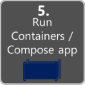 5.
Run
Containers /
Compose app